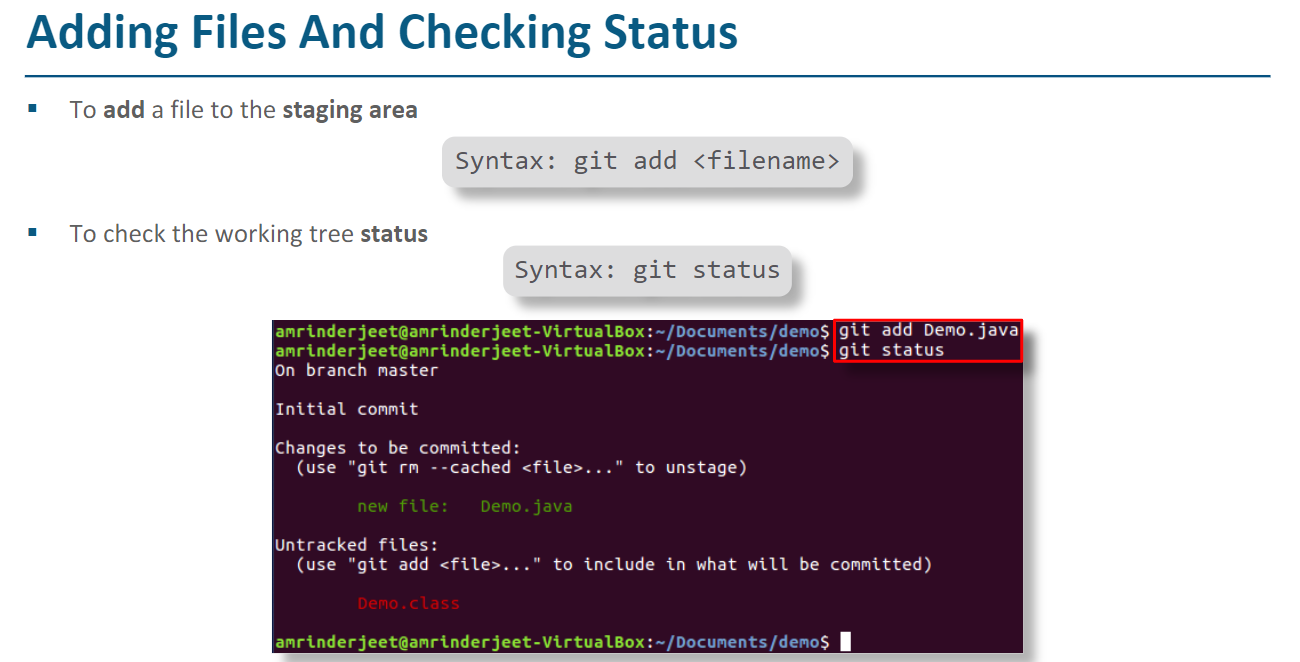 Adding Files And Checking Status
To add a file to the staging area
Syntax: git add <filename>
To check the working tree status
Syntax: git status
amrinderjeet@amrinderjeet-VirtualBox:~/Documents/demo$ git add Demo.java
amrinderjeet@amrinderjeet-VirtualBox:~/Documents/demo$ git status
On branch master
Initial commit
Changes to be committed:
(use "git rm --cached <file>..." to unstage)
new file: Demo.java
Untracked files:
(use "git add <file>..." to include in what will be committed)
Demo.class
amrinderjeet@amrinderjeet-VirtualBox:~/Documents/demo$